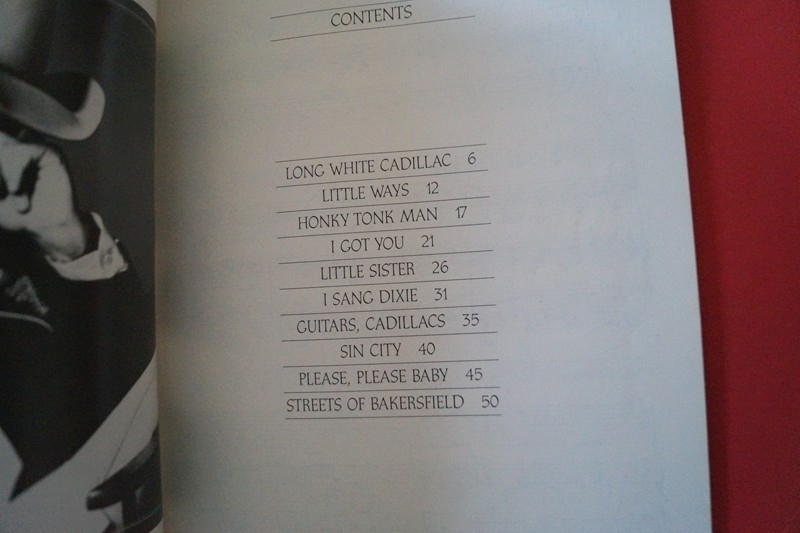 CONTENTS
LONG WHITE CADILLAC 6
LITTLE WAYS 12
HONKY TONK MAN 17
I GOT YOU 21
LITTLE SISTER 26
I SANG DIXIE 31
GUITARS, CADILLACS 35
SIN CITY 40
PLEASE, PLEASE BABY 45
STREETS OF BAKERSFIELD 50